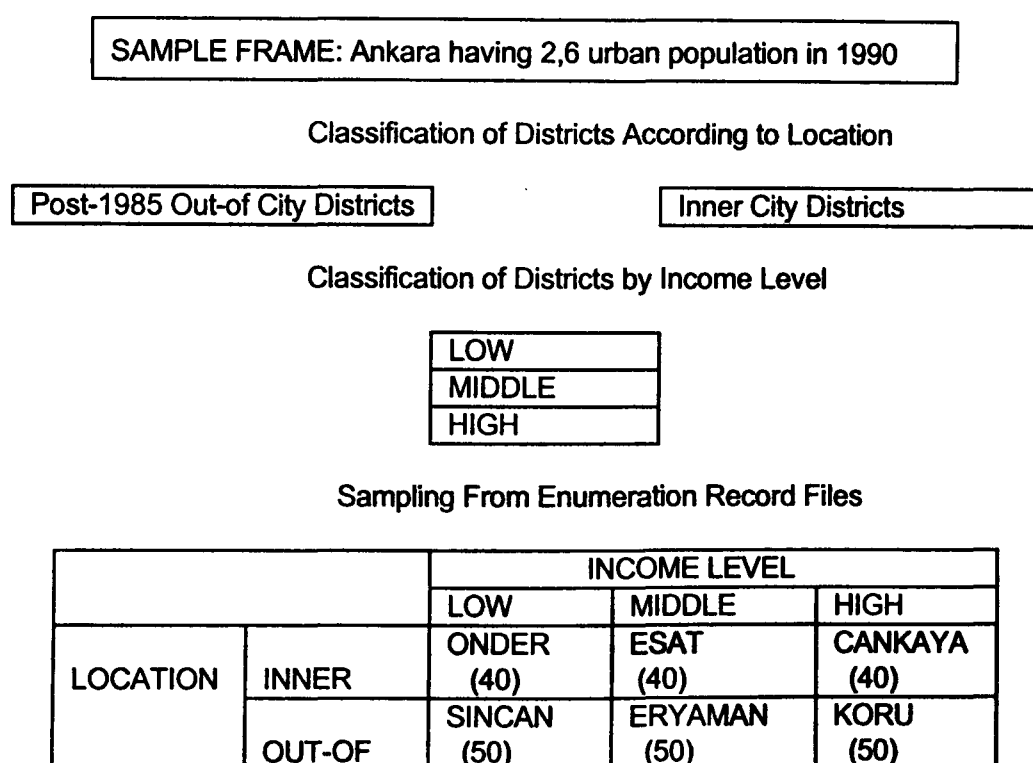 SAMPLE FRAME: Ankara having 2,6 urban population in 1990
Classification of Districts According to Location
Post-1985 Out-of City Districts Inner City Districts
Classification of Districts by Income Level
LOW
MIDDLE
HIGH
Sampling From Enumeration Record Files
INCOME LEVEL
LOW MIDDLE HIGH
ONDER ESAT CANKAYA
LOCATION INNER (40) (40) (40)
SINCAN ERYAMAN KORU
OUT-OF (50) (50) (50)